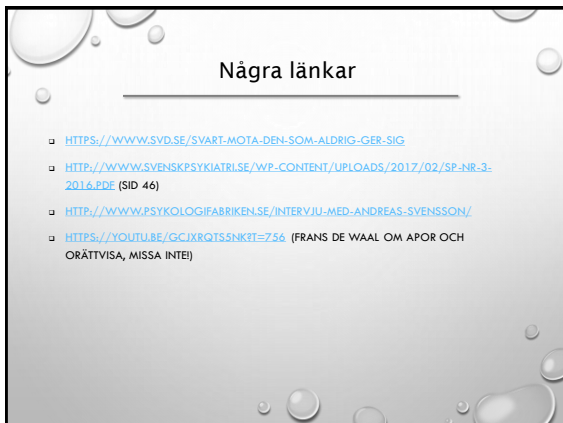 Några länkar
HTTPS://WWW.SVD.SE/SVART-MOTA-DEN-SOM-ALDRIG-GER-SIG
HTTP://WWW.SVENSKPSYKIATRI.SE/WP-CONTENT/UPLOADS/2017/02/SP-NR-3-
2016.PDF (SID 46)
HTTP://WWW.PSYKOLOGIFABRIKEN.SE/INTERVJU-MED-ANDREAS-SVENSSON/
HTTPS://YOUTU.BE/GCJXRQTS5NK?T=756 (FRANS DE WAAL OM APOR OCH
ORÄTTVISA, MISSA INTE!)